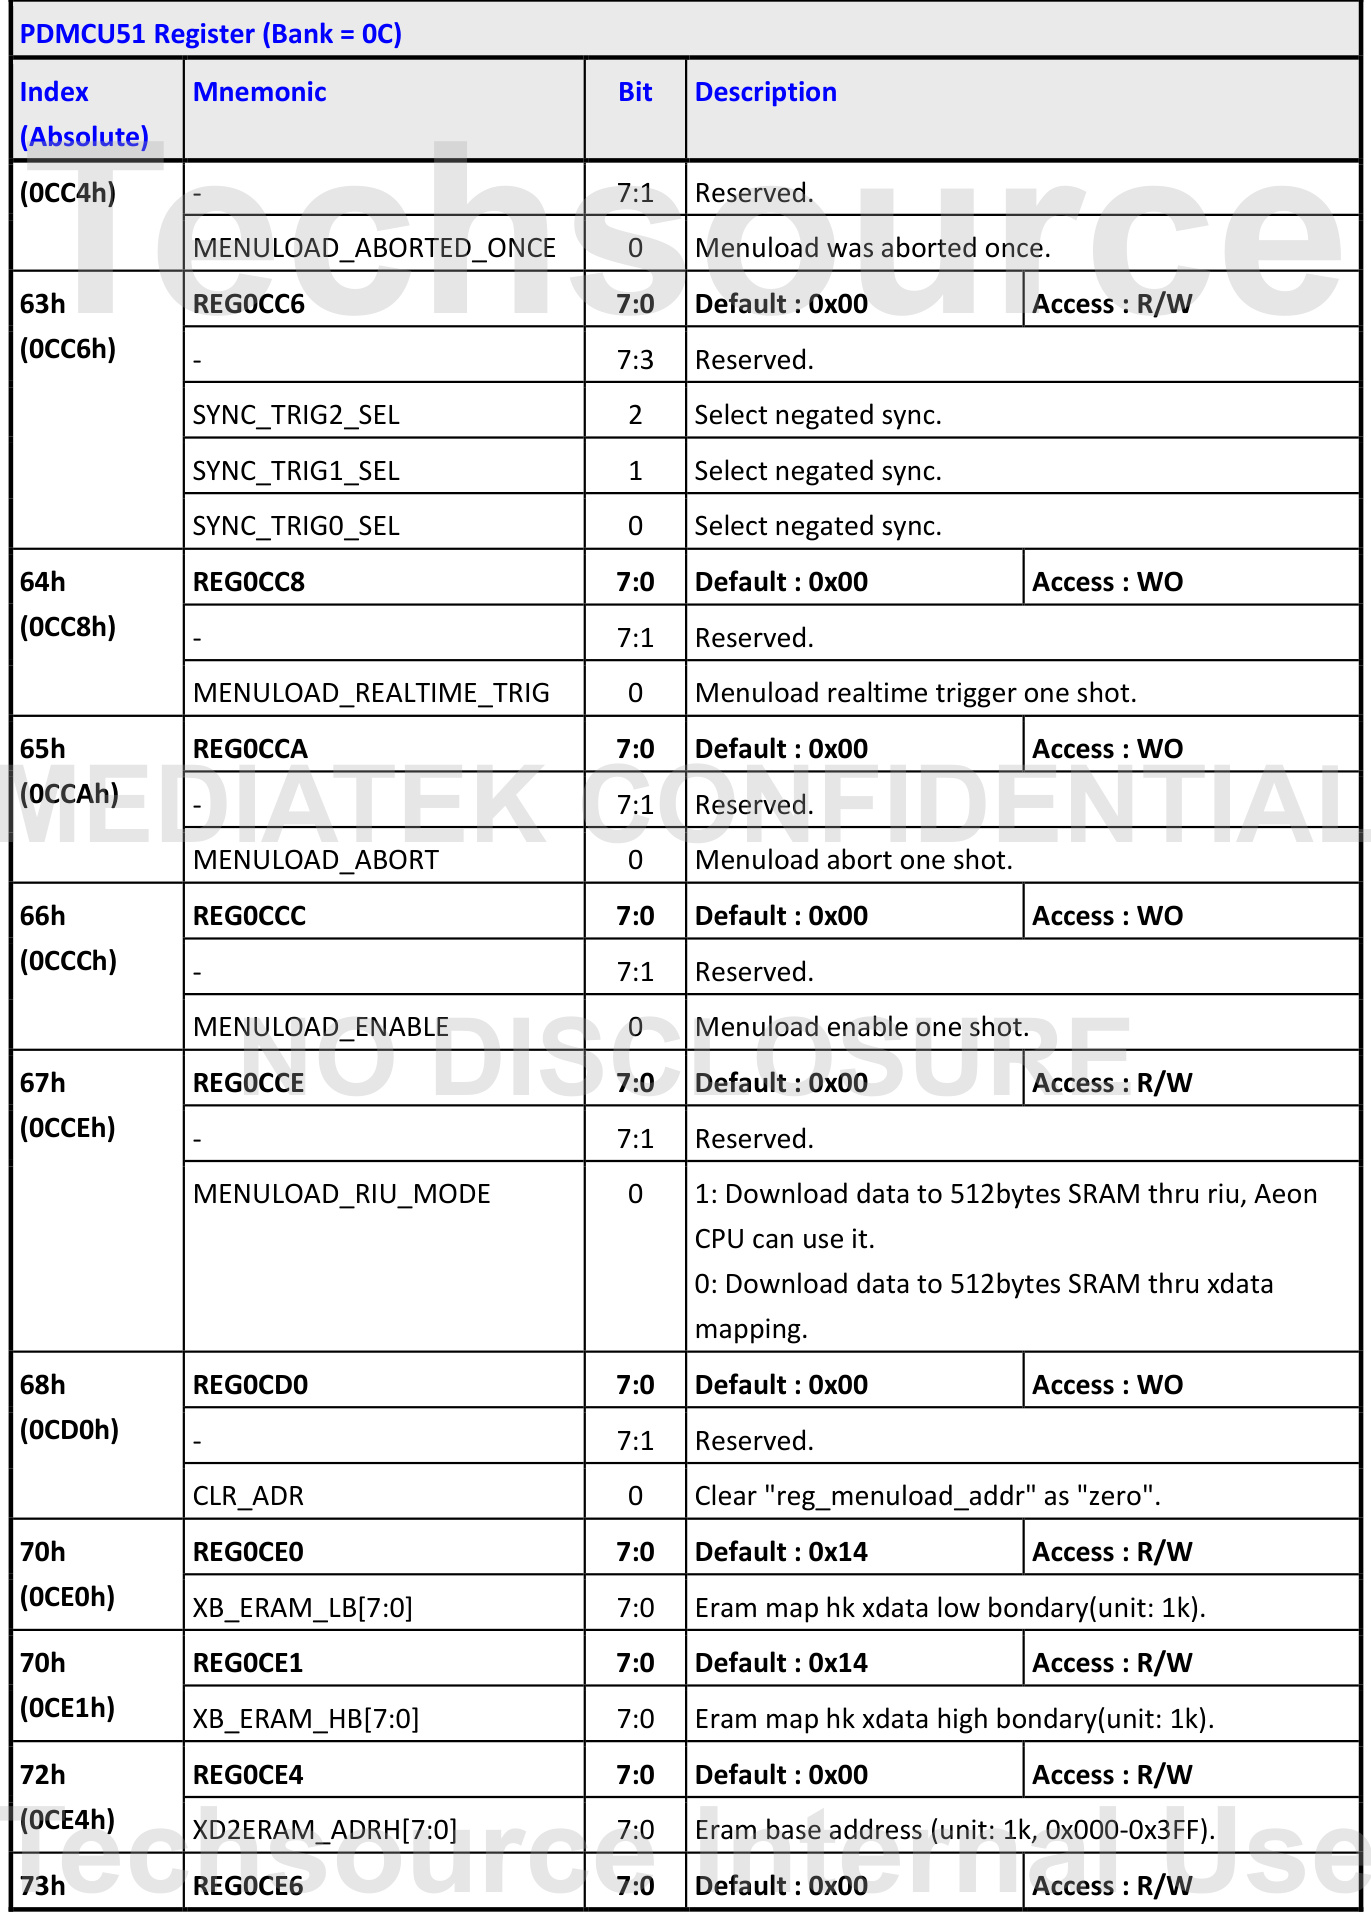 PDMCU51 Register (Bank = 0C)
Index (Absolute) Mnemonic Bit Description
(0CC4h) - 7:1 Reserved.
MENULOAD_ABORTED_ONCE 0 Menuload was aborted once.
63h (0CC6h) REG0CC6 7:0 Default : 0x00 Access : R/W
- 7:3 Reserved.
SYNC_TRIG2_SEL 2 Select negated sync.
SYNC_TRIG1_SEL 1 Select negated sync.
SYNC_TRIG0_SEL 0 Select negated sync.
64h (0CC8h) REG0CC8 7:0 Default : 0x00 Access : WO
- 7:1 Reserved.
MENULOAD_REALTIME_TRIG 0 Menuload realtime trigger one shot.
65h (0CCAh) REG0CCA 7:0 Default : 0x00 Access : WO
- 7:1 Reserved.
MENULOAD_ABORT 0 Menuload abort one shot.
66h (0CCCh) REG0CCC 7:0 Default : 0x00 Access : WO
- 7:1 Reserved.
MENULOAD_ENABLE 0 Menuload enable one shot.
67h (0CCEh) REG0CCE 7:0 Default : 0x00 Access : R/W
- 7:1 Reserved.
MENULOAD_RIU_MODE 0 1: Download data to 512bytes SRAM thru riu, Aeon
CPU can use it.
0: Download data to 512bytes SRAM thru xdata
mapping.
68h (0CD0h) REG0CD0 7:0 Default : 0x00 Access : WO
- 7:1 Reserved.
CLR_ADR 0 Clear "reg_menuload_addr" as "zero".
70h (0CE0h) REG0CE0 7:0 Default : 0x14 Access : R/W
XB_ERAM_LB[7:0] 7:0 Eram map hk xdata low bondary(unit: 1k).
70h (0CE1h) REG0CE1 7:0 Default : 0x14 Access : R/W
XB_ERAM_HB[7:0] 7:0 Eram map hk xdata high bondary(unit: 1k).
72h (0CE4h) REG0CE4 7:0 Default : 0x00 Access : R/W
XD2ERAM_ADRH[7:0] 7:0 Eram base address (unit: 1k, 0x000-0x3FF).
73h REG0CE6 7:0 Default : 0x00 Access : R/W
Techsource
MEDIATEK CONFIDENTIAL
NO DISCLOSURE
Techsource Internal Use